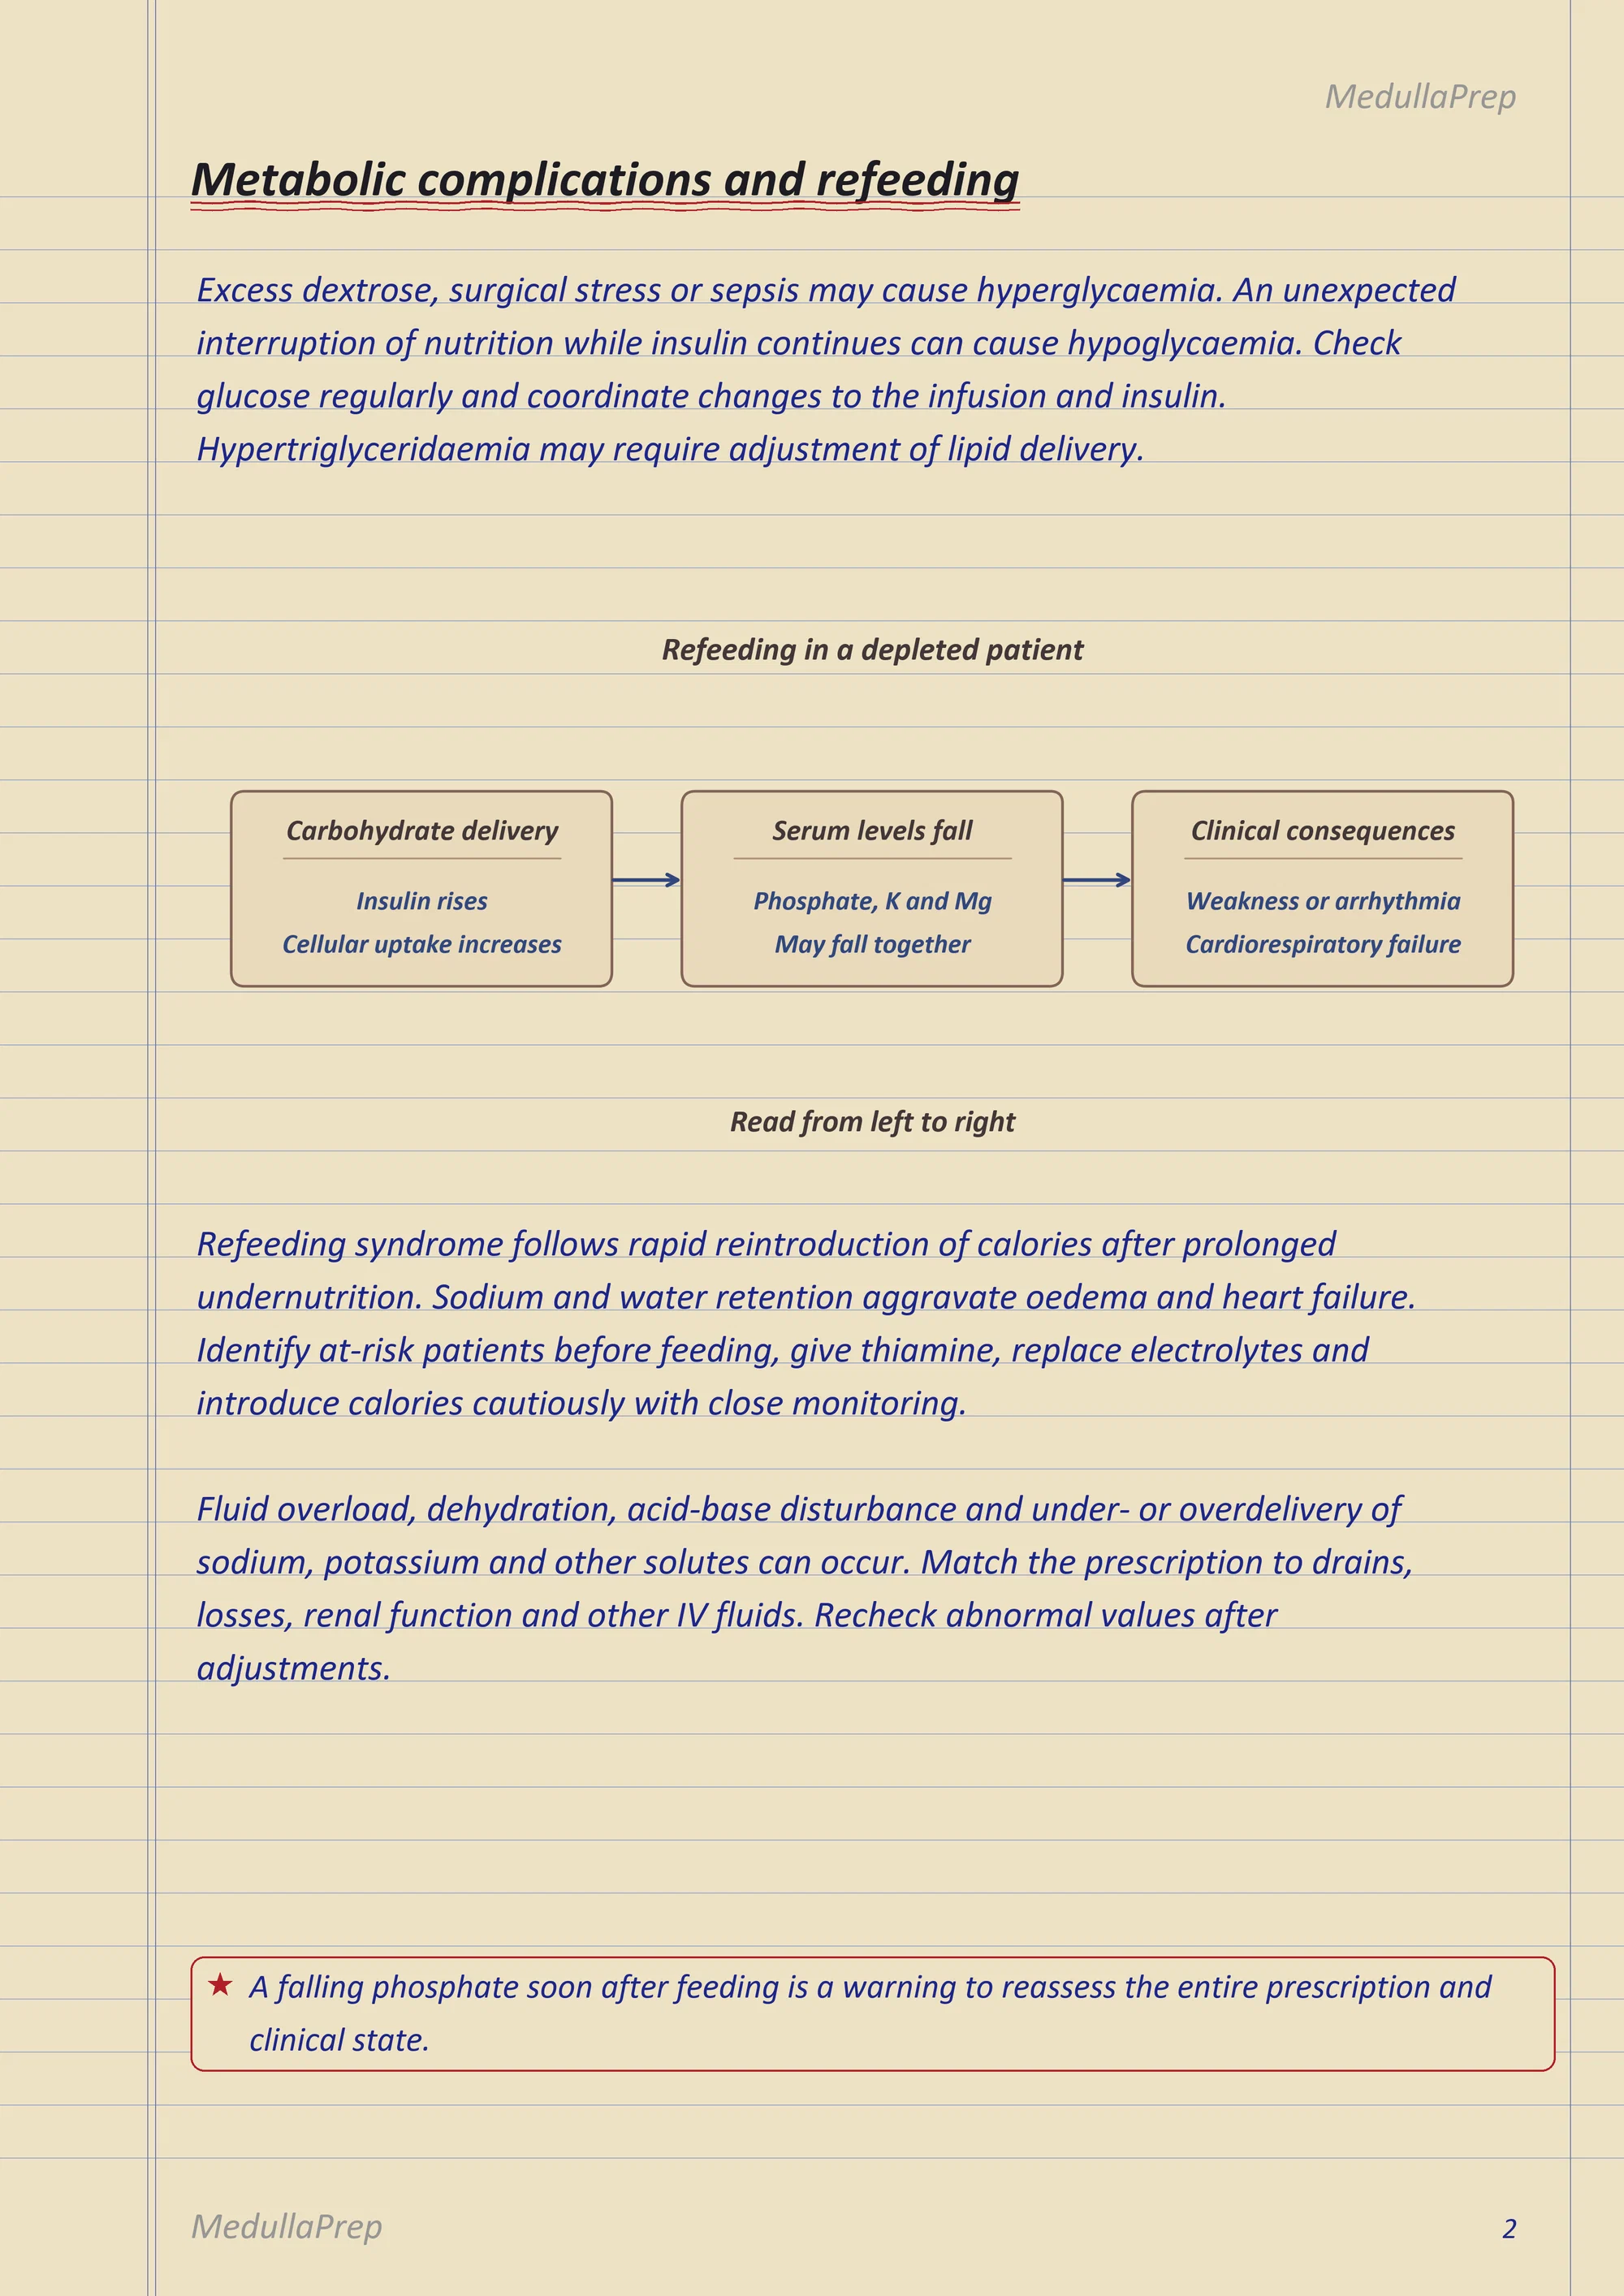 MedullaPrep
Metabolic complications and refeeding
Excess dextrose, surgical stress or sepsis may cause hyperglycaemia. An unexpected
interruption of nutrition while insulin continues can cause hypoglycaemia. Check
glucose regularly and coordinate changes to the infusion and insulin.
Hypertriglyceridaemia may require adjustment of lipid delivery.
Refeeding in a depleted patient
Carbohydrate delivery
Insulin rises
Cellular uptake increases
Serum levels fall
Phosphate, K and Mg
May fall together
Clinical consequences
Weakness or arrhythmia
Cardiorespiratory failure
Read from left to right
Refeeding syndrome follows rapid reintroduction of calories after prolonged
undernutrition. Sodium and water retention aggravate oedema and heart failure.
Identify at-risk patients before feeding, give thiamine, replace electrolytes and
introduce calories cautiously with close monitoring.
Fluid overload, dehydration, acid-base disturbance and under- or overdelivery of
sodium, potassium and other solutes can occur. Match the prescription to drains,
losses, renal function and other IV fluids. Recheck abnormal values after
adjustments.
★ A falling phosphate soon after feeding is a warning to reassess the entire prescription and
clinical state.
MedullaPrep
2